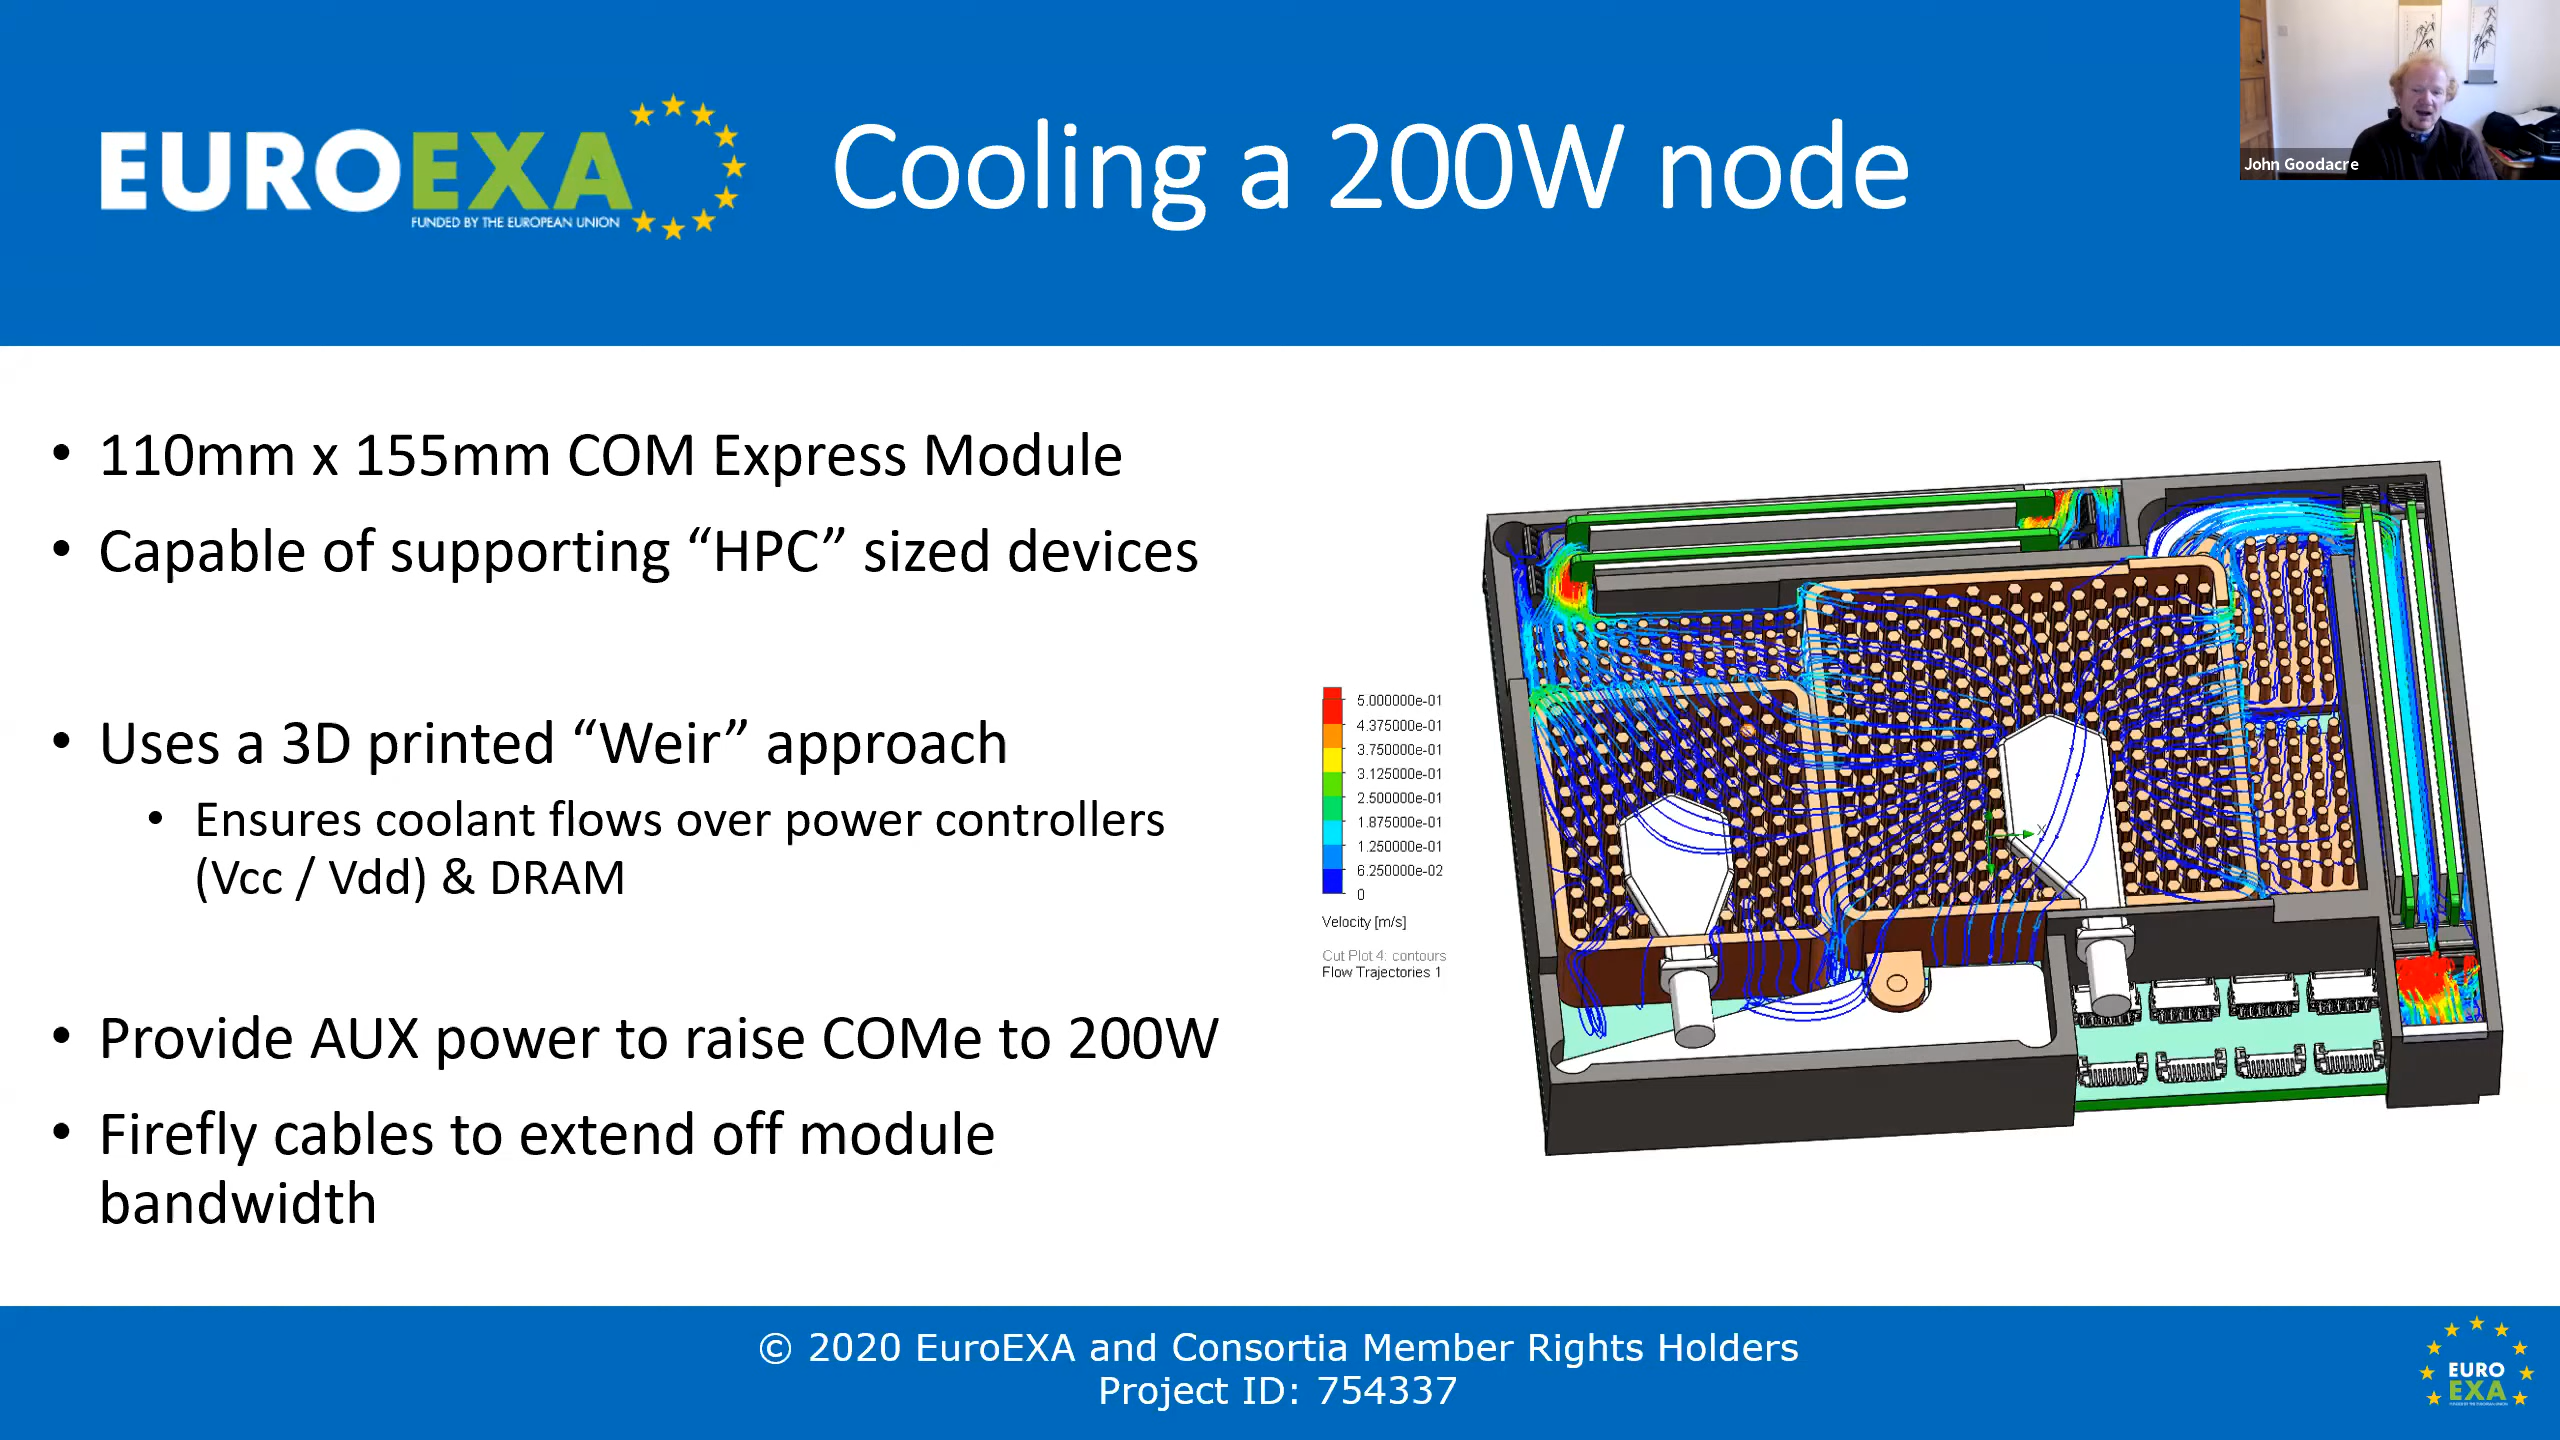 EUROEXA
FUNDED BY THE EUROPEAN UNION
Cooling a 200W node
John Goodacre
• 110mm x 155mm COM Express Module
• Capable of supporting “HPC” sized devices
• Uses a 3D printed “Weir” approach
• Ensures coolant flows over power controllers
(Vcc / Vdd) & DRAM
• Provide AUX power to raise COMe to 200W
• Firefly cables to extend off module
bandwidth
5.000000e-01
4.375000e-01
3.750000e-01
3.125000e-01
2.500000e-01
1.875000e-01
1.250000e-01
6.250000e-02
0
Velocity [m/s]
Cut Plot 4: contours
Flow Trajectories 1
X
© 2020 EuroEXA and Consortia Member Rights Holders
Project ID: 754337
EURO
EXA